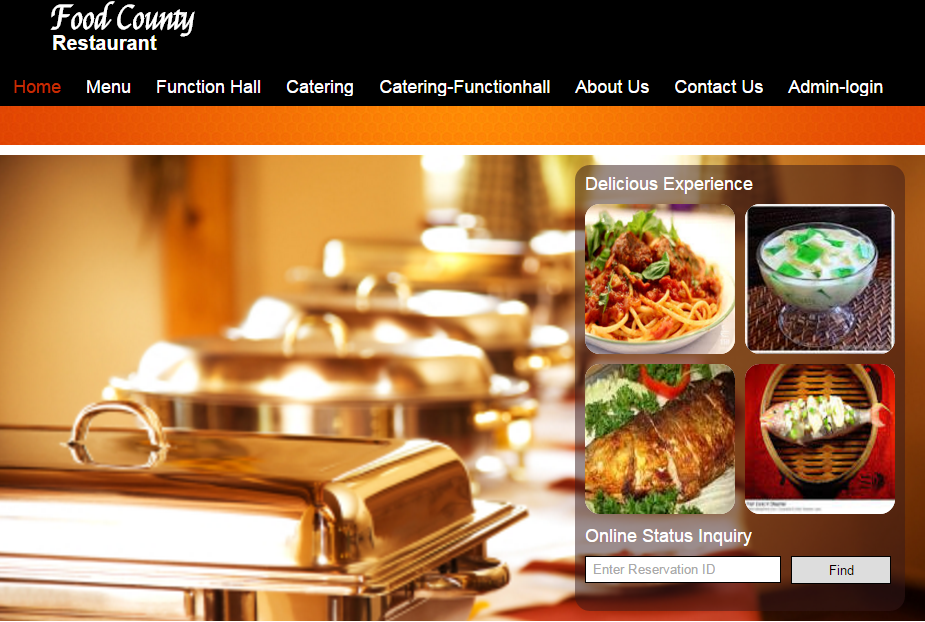 Food County
Restaurant
Home Menu Function Hall Catering Catering-Functionhall About Us Contact Us Admin-login
Delicious Experience
Online Status Inquiry
Enter Reservation ID Find